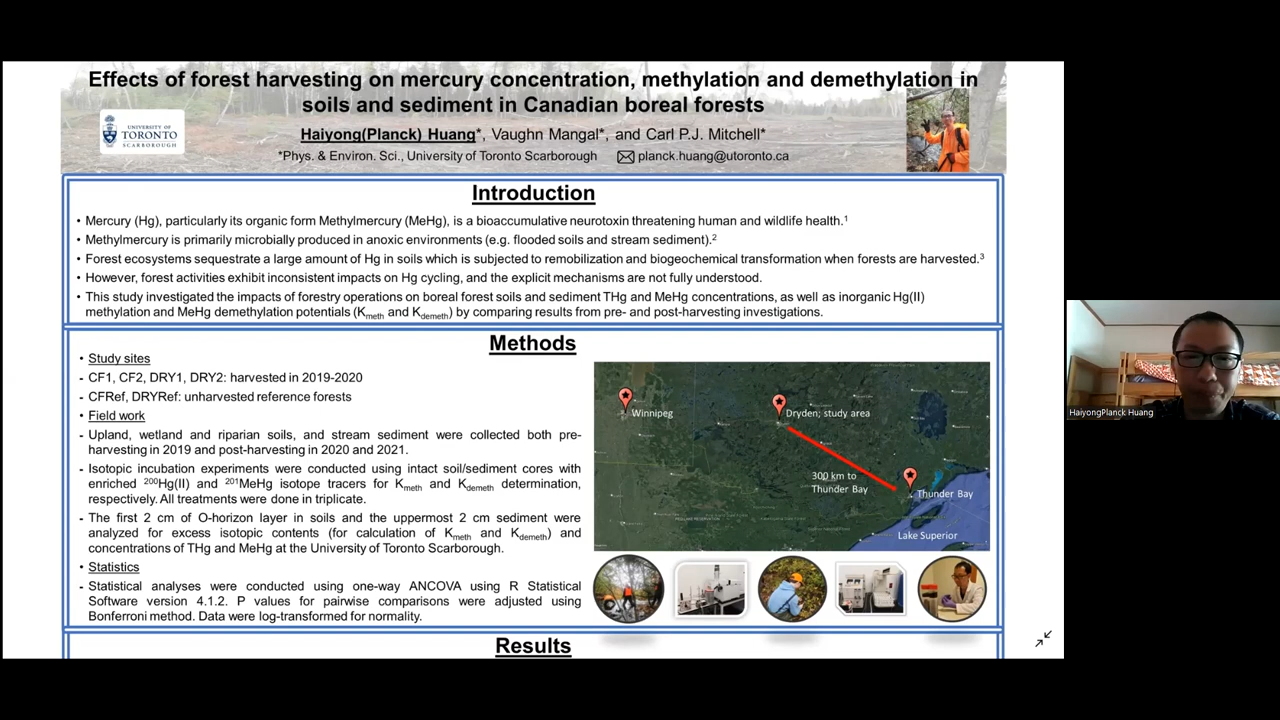 Effects of forest harvesting on mercury concentration, methylation and demethylation in
soils and sediment in Canadian boreal forests
UNIVERSITY OF
TORONTO
SCARBOROUGH
Haiyong(Planck) Huang*, Vaughn Mangal*, and Carl P.J. Mitchell*
*Phys. & Environ. Sci., University of Toronto Scarborough planck.huang@utoronto.ca
Introduction
• Mercury (Hg), particularly its organic form Methylmercury (MeHg), is a bioaccumulative neurotoxin threatening human and wildlife health.1
• Methylmercury is primarily microbially produced in anoxic environments (e.g. flooded soils and stream sediment).2
• Forest ecosystems sequestrate a large amount of Hg in soils which is subjected to remobilization and biogeochemical transformation when forests are harvested.3
• However, forest activities exhibit inconsistent impacts on Hg cycling, and the explicit mechanisms are not fully understood.
• This study investigated the impacts of forestry operations on boreal forest soils and sediment THg and MeHg concentrations, as well as inorganic Hg(II)
methylation and MeHg demethylation potentials (Kmeth and Kdemeth) by comparing results from pre- and post-harvesting investigations.
Methods
• Study sites
- CF1, CF2, DRY1, DRY2: harvested in 2019-2020
- CFRef, DRYRef: unharvested reference forests
• Field work
- Upland, wetland and riparian soils, and stream sediment were collected both pre-
harvesting in 2019 and post-harvesting in 2020 and 2021.
- Isotopic incubation experiments were conducted using intact soil/sediment cores with
enriched 200Hg(II) and 201MeHg isotope tracers for Kmeth and Kdemeth determination,
respectively. All treatments were done in triplicate.
- The first 2 cm of O-horizon layer in soils and the uppermost 2 cm sediment were
analyzed for excess isotopic contents (for calculation of Kmeth and Kdemeth) and
concentrations of THg and MeHg at the University of Toronto Scarborough.
• Statistics
- Statistical analyses were conducted using one-way ANCOVA using R Statistical
Software version 4.1.2. P values for pairwise comparisons were adjusted using
Bonferroni method. Data were log-transformed for normality.
Winnipeg
Dryden; study area
300 km to
Thunder Bay
Thunder Bay
Lake Superior
Results
HaiyongPlanck Huang